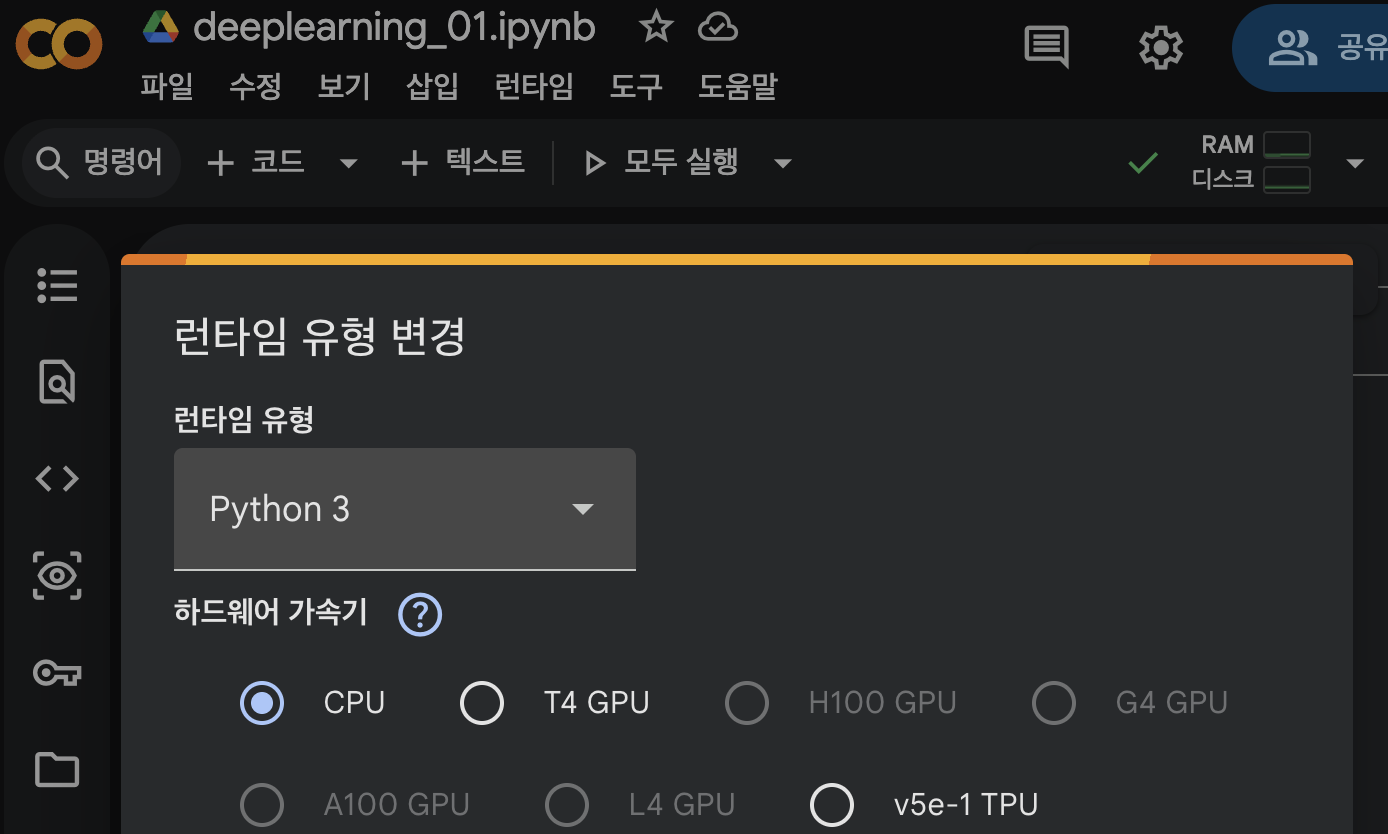 deeplearning_01.ipynb
파일 수정 보기 삽입 런타임 도구 도움말
공유
명령어 + 코드 + 텍스트 모두 실행
RAM
디스크
런타임 유형 변경
런타임 유형
Python 3
하드웨어 가속기 ?
CPU T4 GPU H100 GPU G4 GPU
A100 GPU L4 GPU v5e-1 TPU